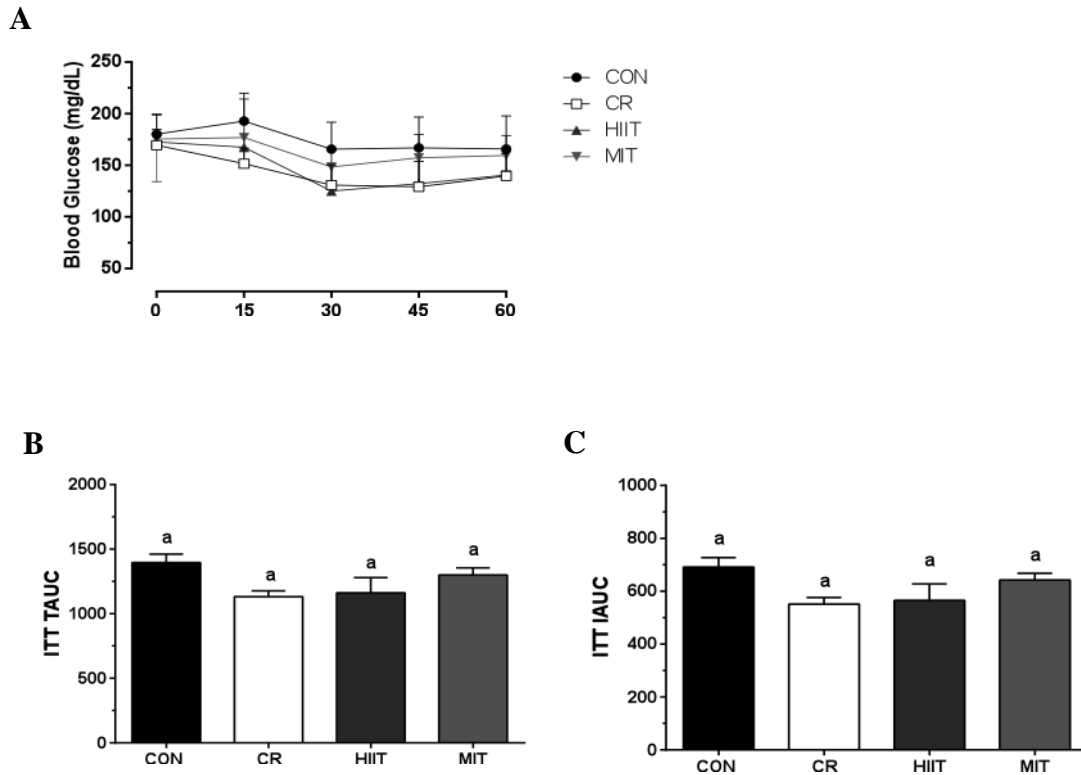 A
Blood Glucose (mg/dL)
250
200
150
100
50
0 15 30 45 60
CON
CR
HIIT
MIT
B
ITT TAUC
2000
1500
1000
500
0
a a a a
CON CR HIIT MIT
C
ITT IAUC
1000
800
600
400
200
0
a a a a
CON CR HIIT MIT